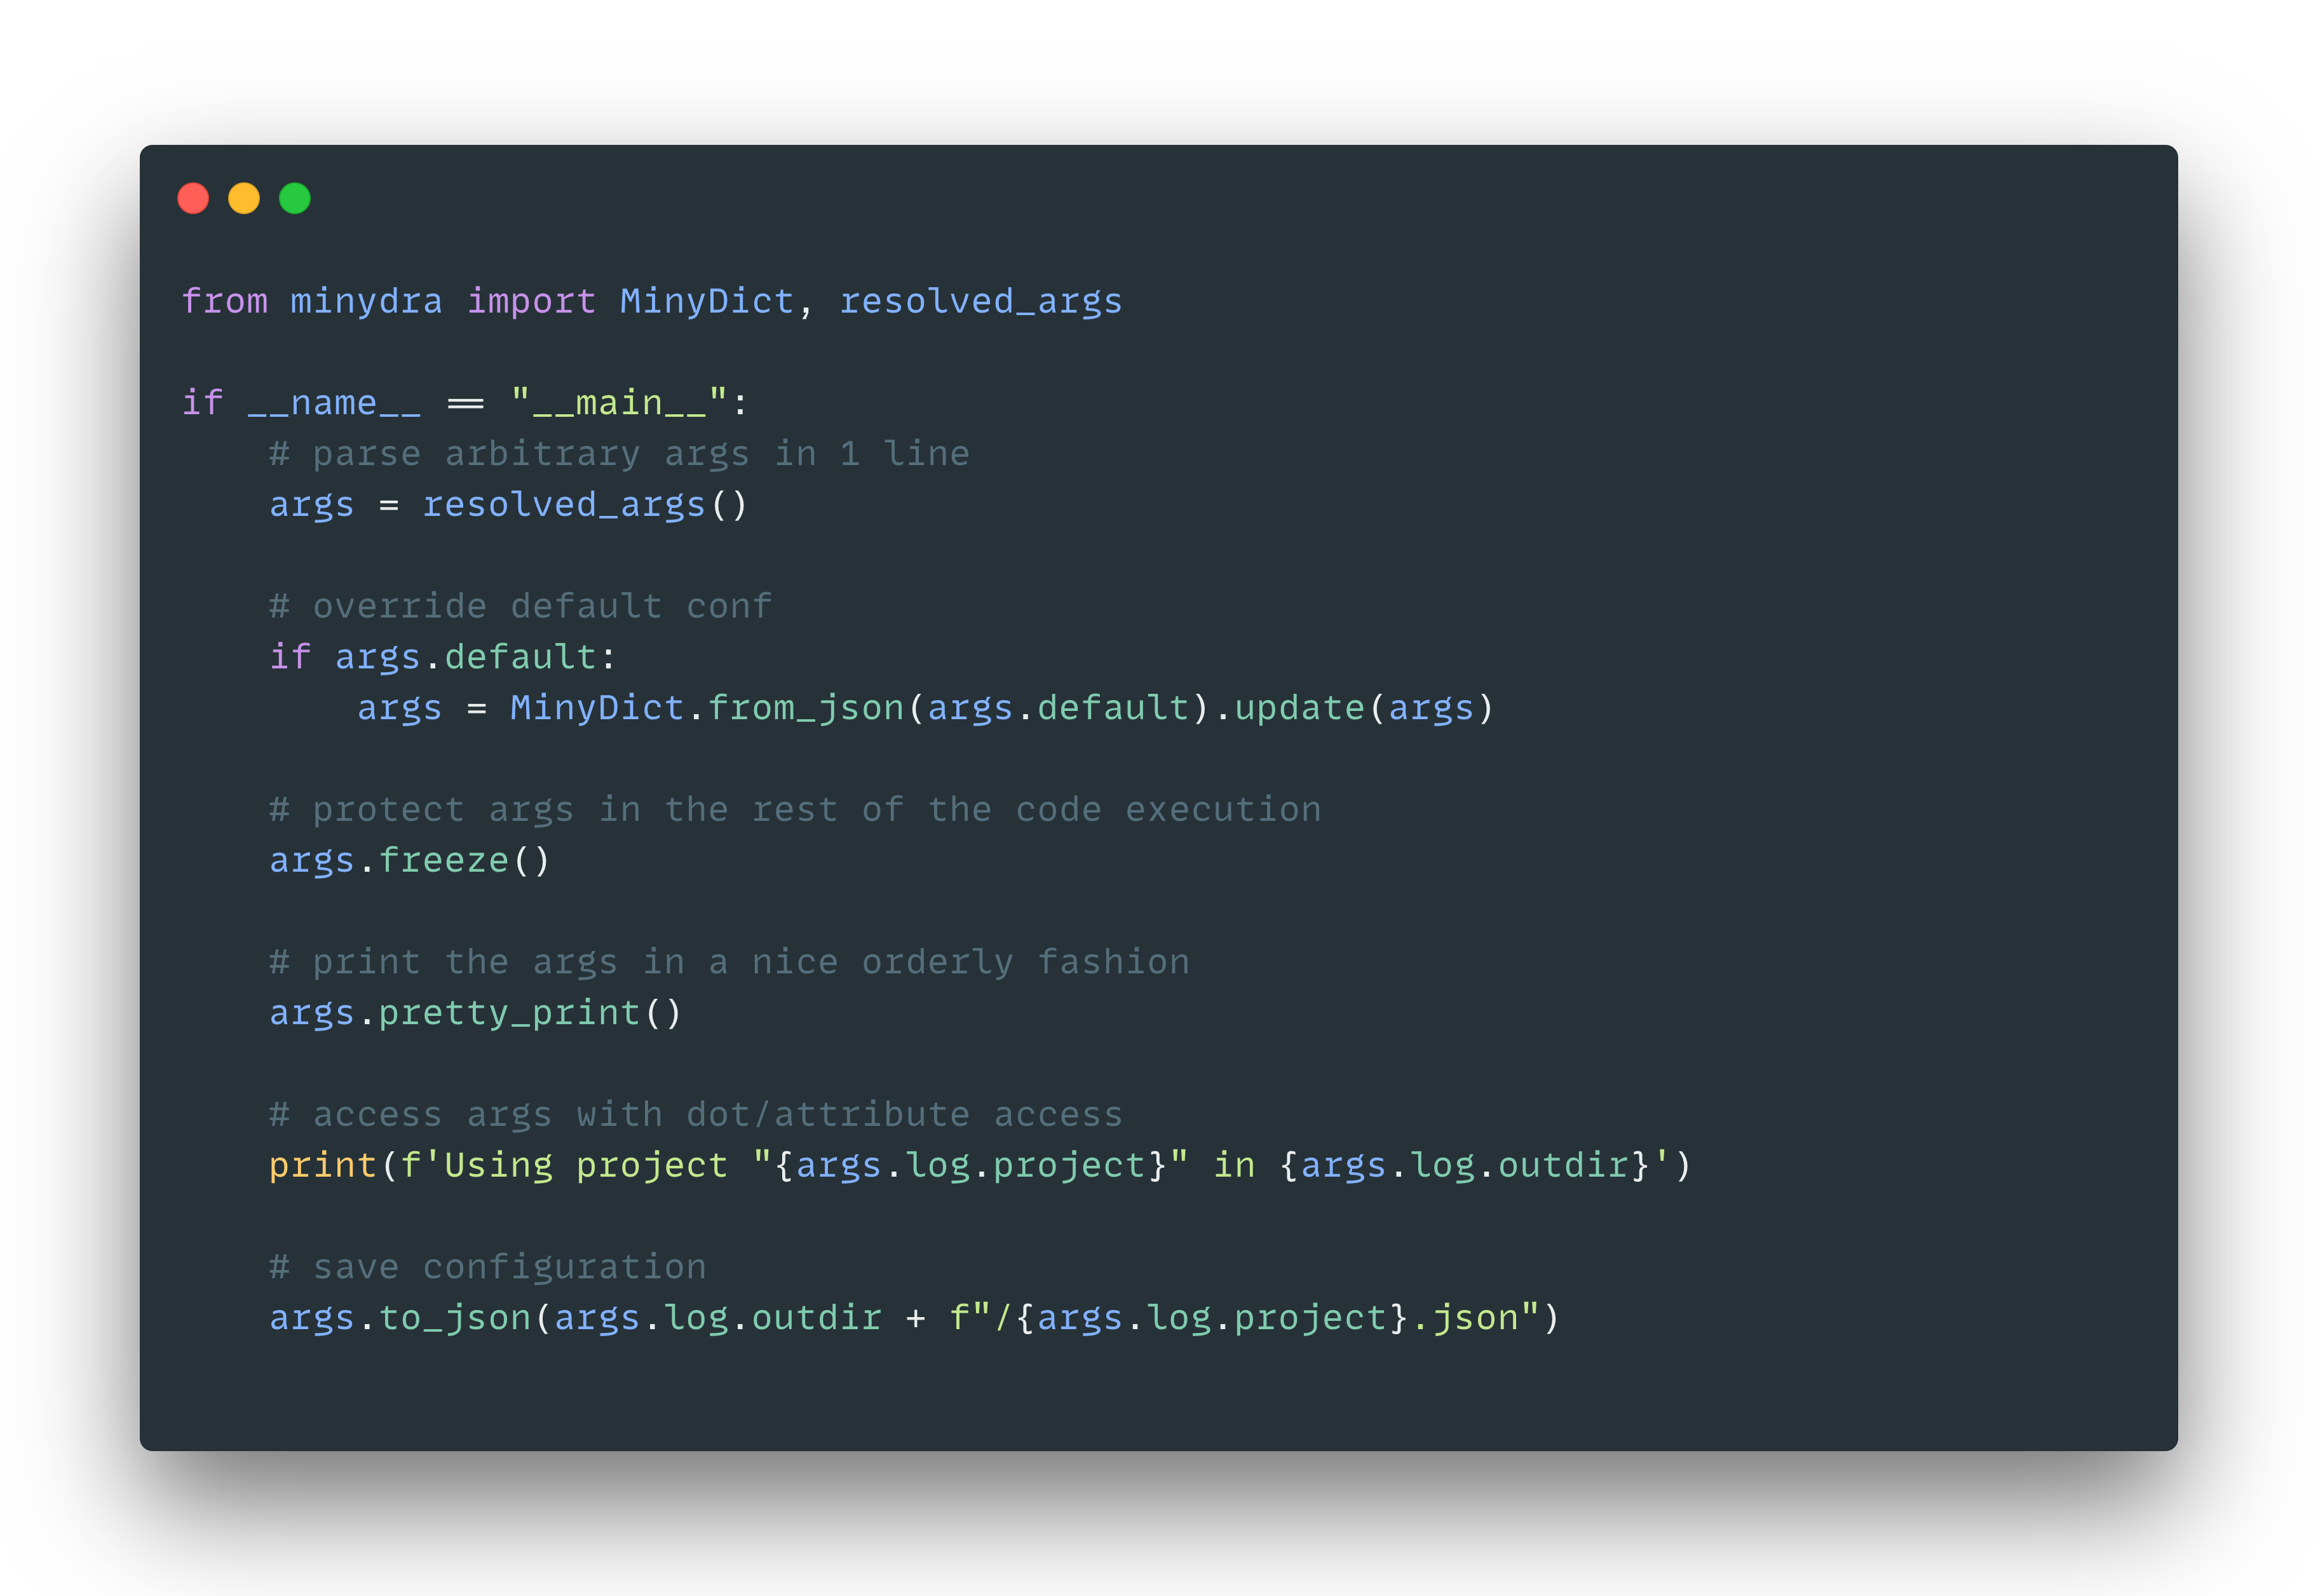 from minydra import MinyDict, resolved_args
if __name__ == "__main__":
# parse arbitrary args in 1 line
args = resolved_args()
# override default conf
if args.default:
args = MinyDict.from_json(args.default).update(args)
# protect args in the rest of the code execution
args.freeze()
# print the args in a nice orderly fashion
args.pretty_print()
# access args with dot/attribute access
print(f'Using project "{args.log.project}" in {args.log.outdir}')
# save configuration
args.to_json(args.log.outdir + f"/{args.log.project}.json")